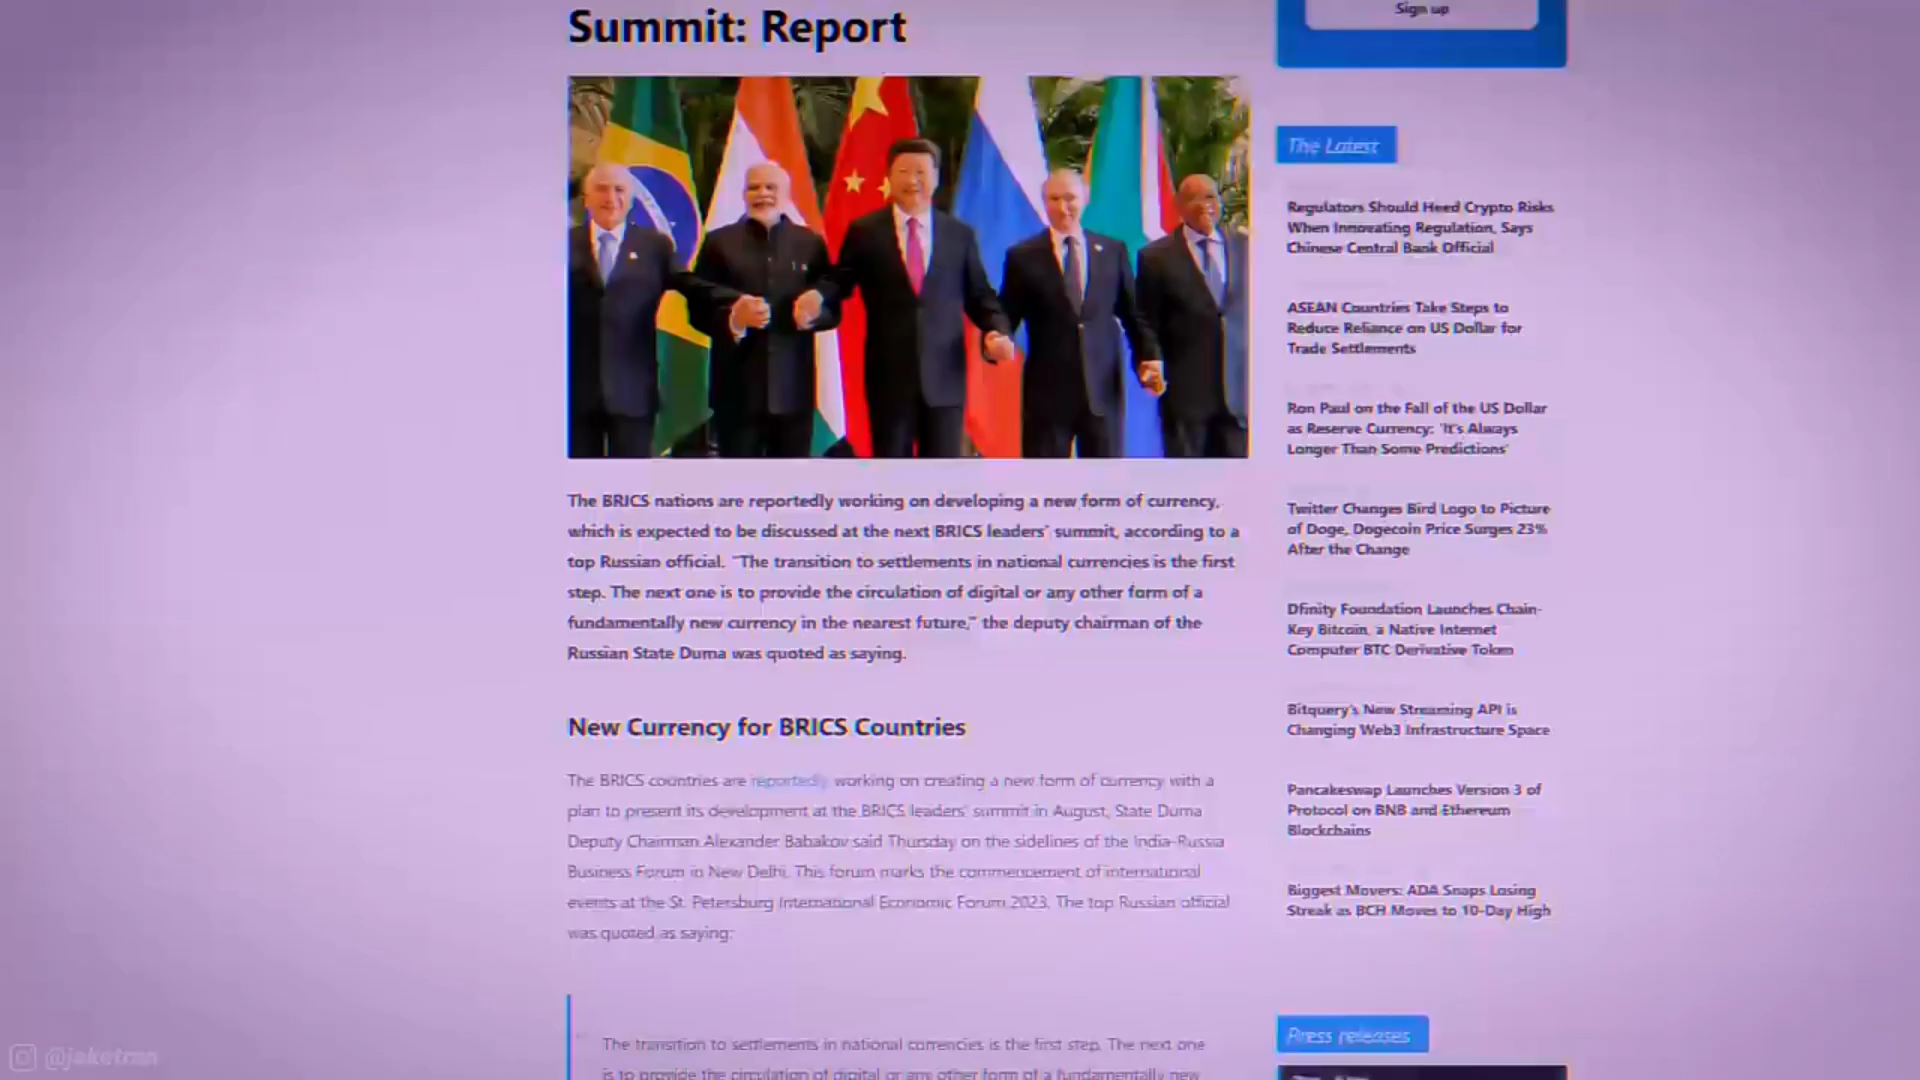 Summit: Report
The BRICS nations are reportedly working on developing a new form of currency,
which is expected to be discussed at the next BRICS leaders' summit, according to a
top Russian official. "The transition to settlements in national currencies is the first
step. The next one is to provide the circulation of digital or any other form of a
fundamentally new currency in the nearest future," the deputy chairman of the
Russian State Duma was quoted as saying.
New Currency for BRICS Countries
The BRICS countries are reportedly working on creating a new form of currency with a
plan to present its development at the BRICS leaders' summit in August, State Duma
Deputy Chairman Alexander Babakov said Thursday on the sidelines of the India-Russia
Business Forum in New Delhi. This forum marks the commencement of international
events at the St. Petersburg International Economic Forum 2023. The top Russian official
was quoted as saying:
The transition to settlements in national currencies is the first step. The next one
is to provide the circulation of digital or any other form of a fundamentally new
Sign up
The Latest
Regulators Should Heed Crypto Risks
When Innovating Regulation, Says
Chinese Central Bank Official
ASEAN Countries Take Steps to
Reduce Reliance on US Dollar for
Trade Settlements
Ron Paul on the Fall of the US Dollar
as Reserve Currency: 'It's Always
Longer Than Some Predictions'
Twitter Changes Bird Logo to Picture
of Doge, Dogecoin Price Surges 23%
After the Change
Dfinity Foundation Launches Chain-
Key Bitcoin, a Native Internet
Computer BTC Derivative Token
Bitquery's New Streaming API is
Changing Web3 Infrastructure Space
Pancakeswap Launches Version 3 of
Protocol on BNB and Ethereum
Blockchains
Biggest Movers: ADA Snaps Losing
Streak as BCH Moves to 10-Day High
Press releases
@jaketran